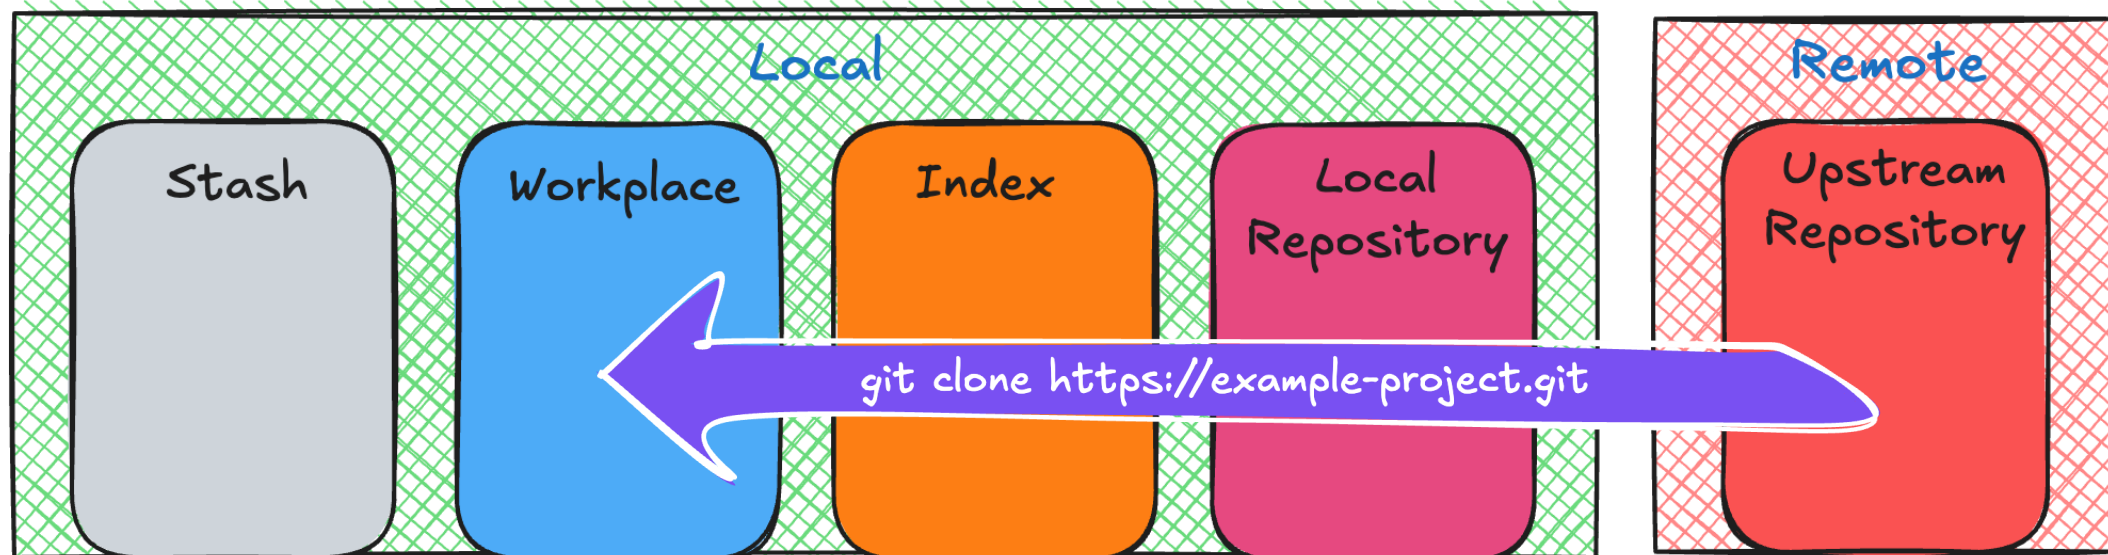 Local
Remote
Stash
Workplace
Index
Local
Repository
Upstream
Repository
git clone https://example-project.git